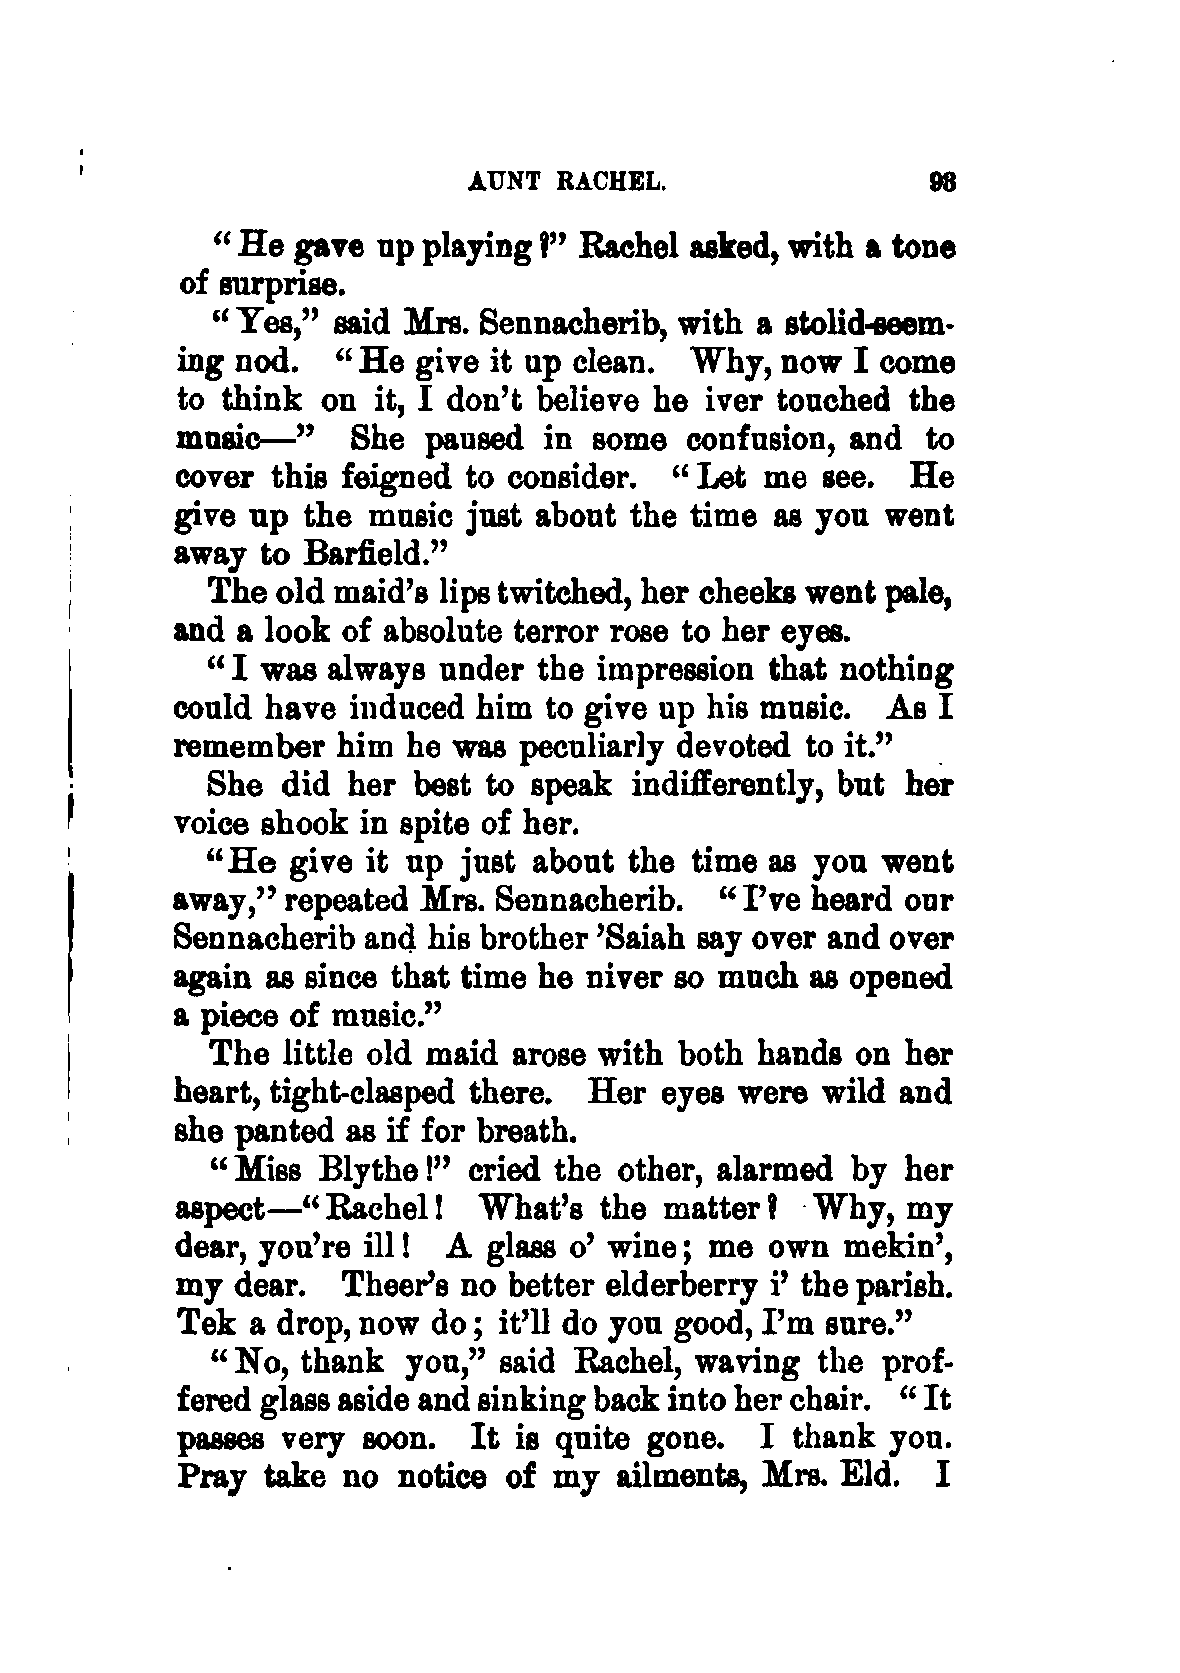 AUNT RACHEL. 93
“He gave up playing?” Rachel asked, with a tone
of surprise.
“Yes,” said Mrs. Sennacherib, with a stolid-seem-
ing nod. “He give it up clean. Why, now I come
to think on it, I don’t believe he iver touched the
music—” She paused in some confusion, and to
cover this feigned to consider. “Let me see. He
give up the music just about the time as you went
away to Barfield.”
The old maid’s lips twitched, her cheeks went pale,
and a look of absolute terror rose to her eyes.
“I was always under the impression that nothing
could have induced him to give up his music. As I
remember him he was peculiarly devoted to it.”
She did her best to speak indifferently, but her
voice shook in spite of her.
“He give it up just about the time as you went
away,” repeated Mrs. Sennacherib. “I’ve heard our
Sennacherib and his brother ’Saiah say over and over
again as since that time he niver so much as opened
a piece of music.”
The little old maid arose with both hands on her
heart, tight-clasped there. Her eyes were wild and
she panted as if for breath.
“Miss Blythe!” cried the other, alarmed by her
aspect—“Rachel! What’s the matter? Why, my
dear, you’re ill! A glass o’ wine; me own mekin’,
my dear. Theer’s no better elderberry i’ the parish.
Tek a drop, now do; it’ll do you good, I’m sure.”
“No, thank you,” said Rachel, waving the prof-
fered glass aside and sinking back into her chair. “It
passes very soon. It is quite gone. I thank you.
Pray take no notice of my ailments, Mrs. Eld. I